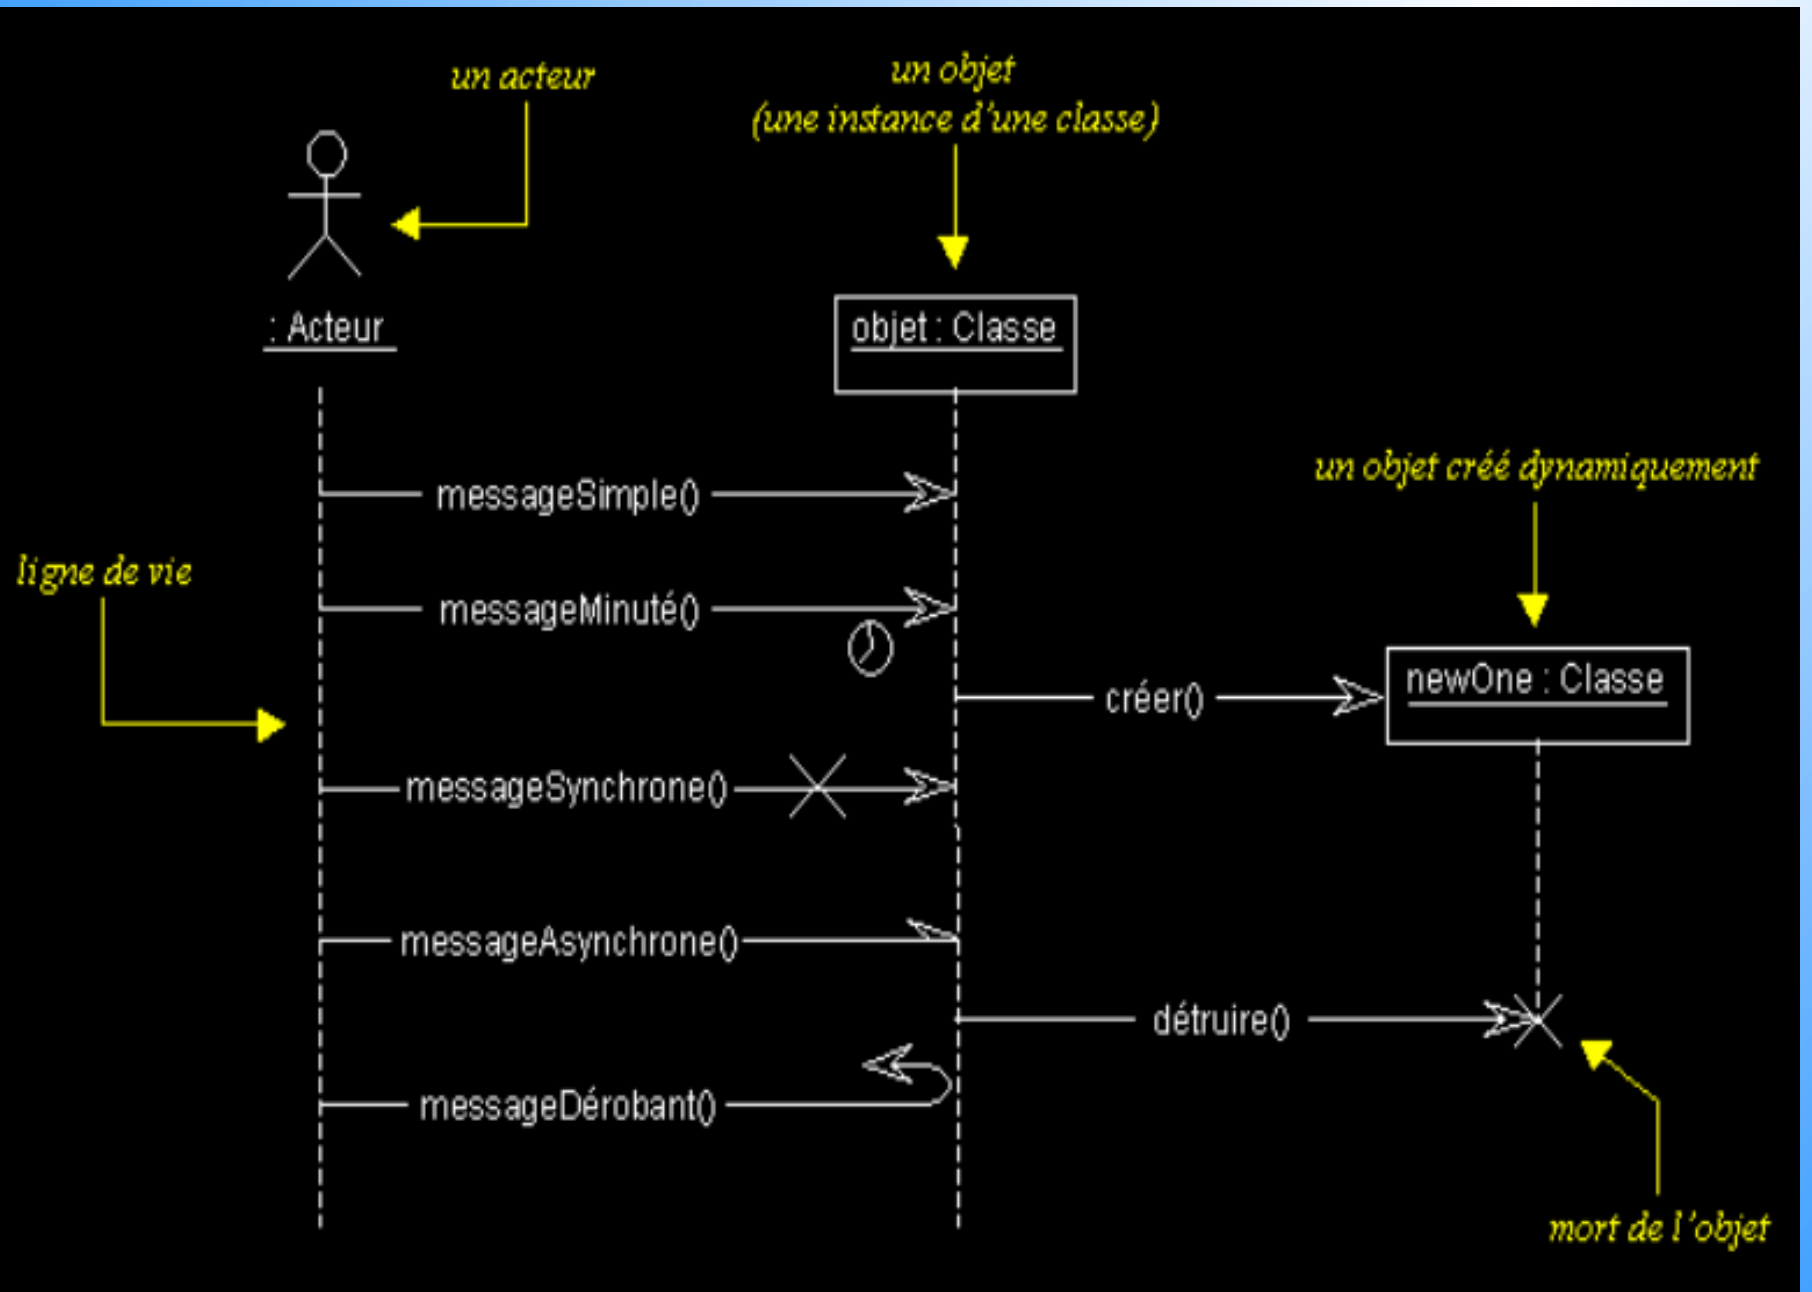 un acteur
un objet
(une instance d'une classe)
: Acteur
objet : Classe
un objet créé dynamiquement
messageSimple()
ligne de vie
messageMinuté()
newOne : Classe
créer()
messageSynchrone()
messageAsynchrone()
détruire()
messageDérobant()
mort de l'objet